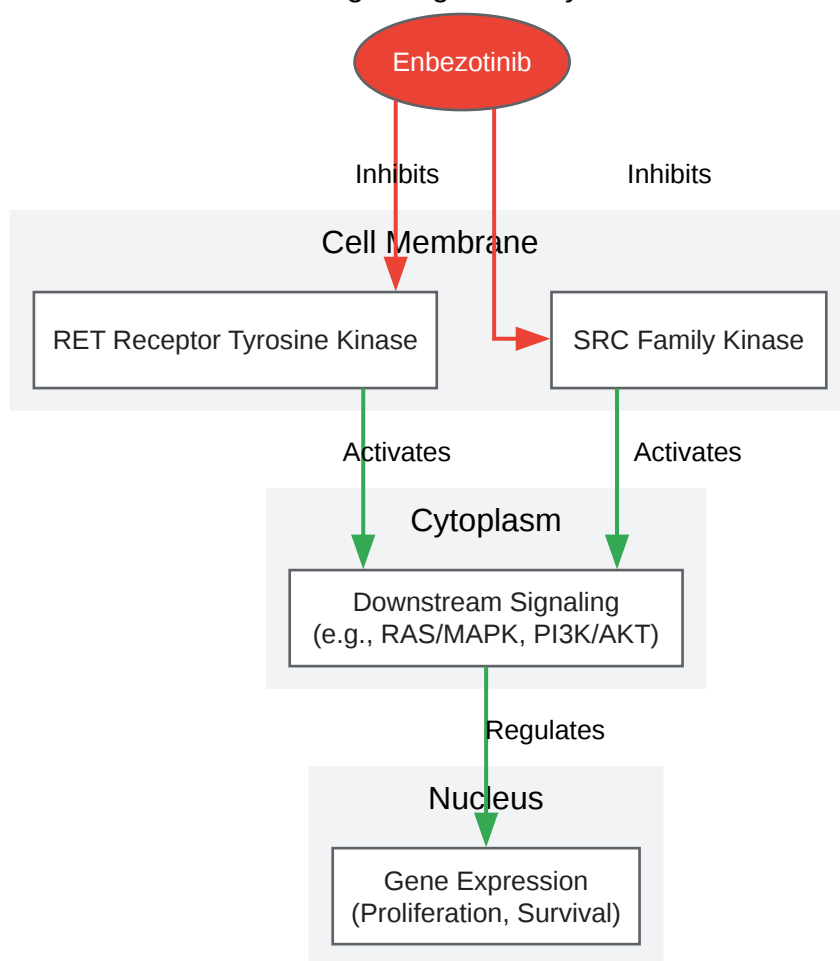 Enbezotinib
Inhibits
Inhibits
Cell Membrane
RET Receptor Tyrosine Kinase
SRC Family Kinase
Activates
Activates
Cytoplasm
Downstream Signaling
(e.g., RAS/MAPK, PI3K/AKT)
Regulates
Nucleus
Gene Expression
(Proliferation, Survival)